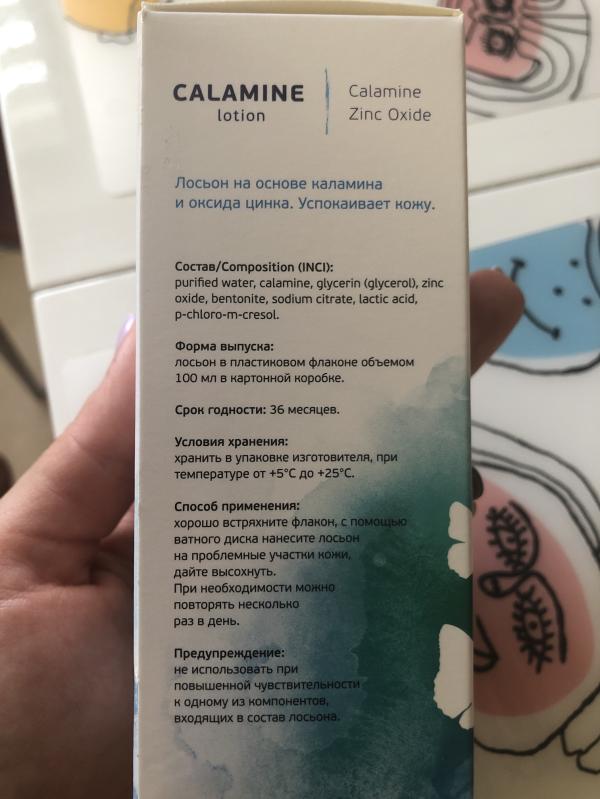 CALAMINE
lotion
Calamine
Zinc Oxide
Лосьон на основе каламина
и оксида цинка. Успокаивает кожу.
Состав/Composition (INCI):
purified water, calamine, glycerin (glycerol), zinc
oxide, bentonite, sodium citrate, lactic acid,
p-chloro-m-cresol.
Форма выпуска:
лосьон в пластиковом флаконе объемом
100 мл в картонной коробке.
Срок годности: 36 месяцев.
Условия хранения:
хранить в упаковке изготовителя, при
температуре от +5°C до +25°C.
Способ применения:
хорошо встряхните флакон, с помощью
ватного диска нанесите лосьон
на проблемные участки кожи,
дайте высохнуть.
При необходимости можно
повторять несколько
раз в день.
Предупреждение:
не использовать при
повышенной чувствительности
к одному из компонентов,
входящих в состав лосьона.